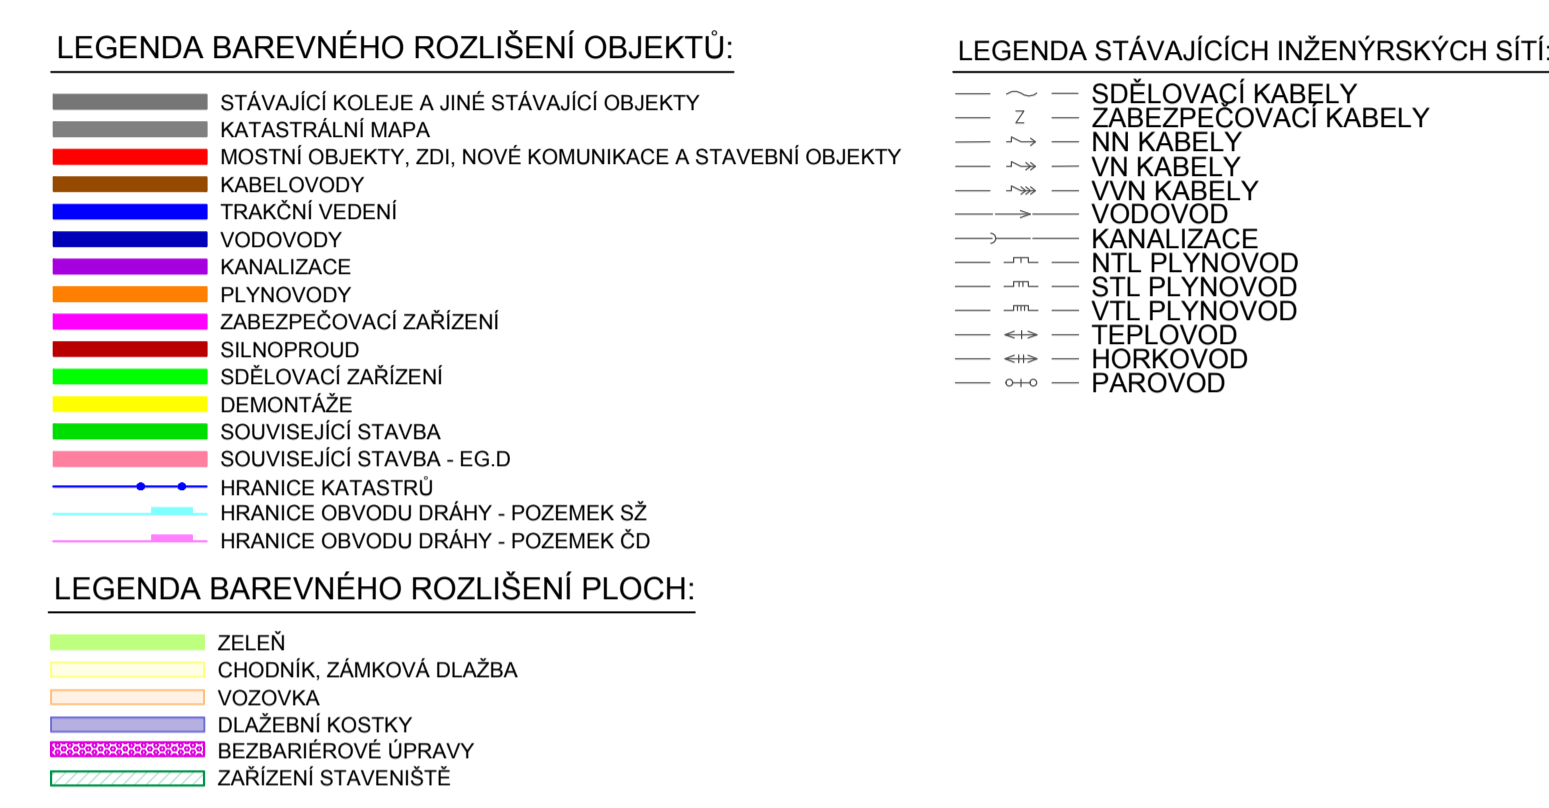 LEGENDA BAREVNÉHO ROZLIŠENÍ OBJEKTŮ:
STÁVAJÍCÍ KOLEJE A JINÉ STÁVAJÍCÍ OBJEKTY
KATASTRÁLNÍ MAPA
MOSTNÍ OBJEKTY, ZDI, NOVÉ KOMUNIKACE A STAVEBNÍ OBJEKTY
KABELOVODY
TRAKČNÍ VEDENÍ
VODOVODY
KANALIZACE
PLYNOVODY
ZABEZPEČOVACÍ ZAŘÍZENÍ
SILNOPROUD
SDĚLOVACÍ ZAŘÍZENÍ
DEMONTÁŽE
SOUVISEJÍCÍ STAVBA
SOUVISEJÍCÍ STAVBA - EG.D
HRANICE KATASTRŮ
HRANICE OBVODU DRÁHY - POZEMEK SŽ
HRANICE OBVODU DRÁHY - POZEMEK ČD
LEGENDA BAREVNÉHO ROZLIŠENÍ PLOCH:
ZELEŇ
CHODNÍK, ZÁMKOVÁ DLAŽBA
VOZOVKA
DLAŽEBNÍ KOSTKY
BEZBARIÉROVÉ ÚPRAVY
ZAŘÍZENÍ STAVENIŠTĚ
LEGENDA STÁVAJÍCÍCH INŽENÝRSKÝCH SÍTÍ:
SDĚLOVACÍ KABELY
Z ZABEZPEČOVACÍ KABELY
NN KABELY
VN KABELY
VVN KABELY
VODOVOD
KANALIZACE
NTL PLYNOVOD
STL PLYNOVOD
VTL PLYNOVOD
TEPLOVOD
HORKOVOD
PAROVOD